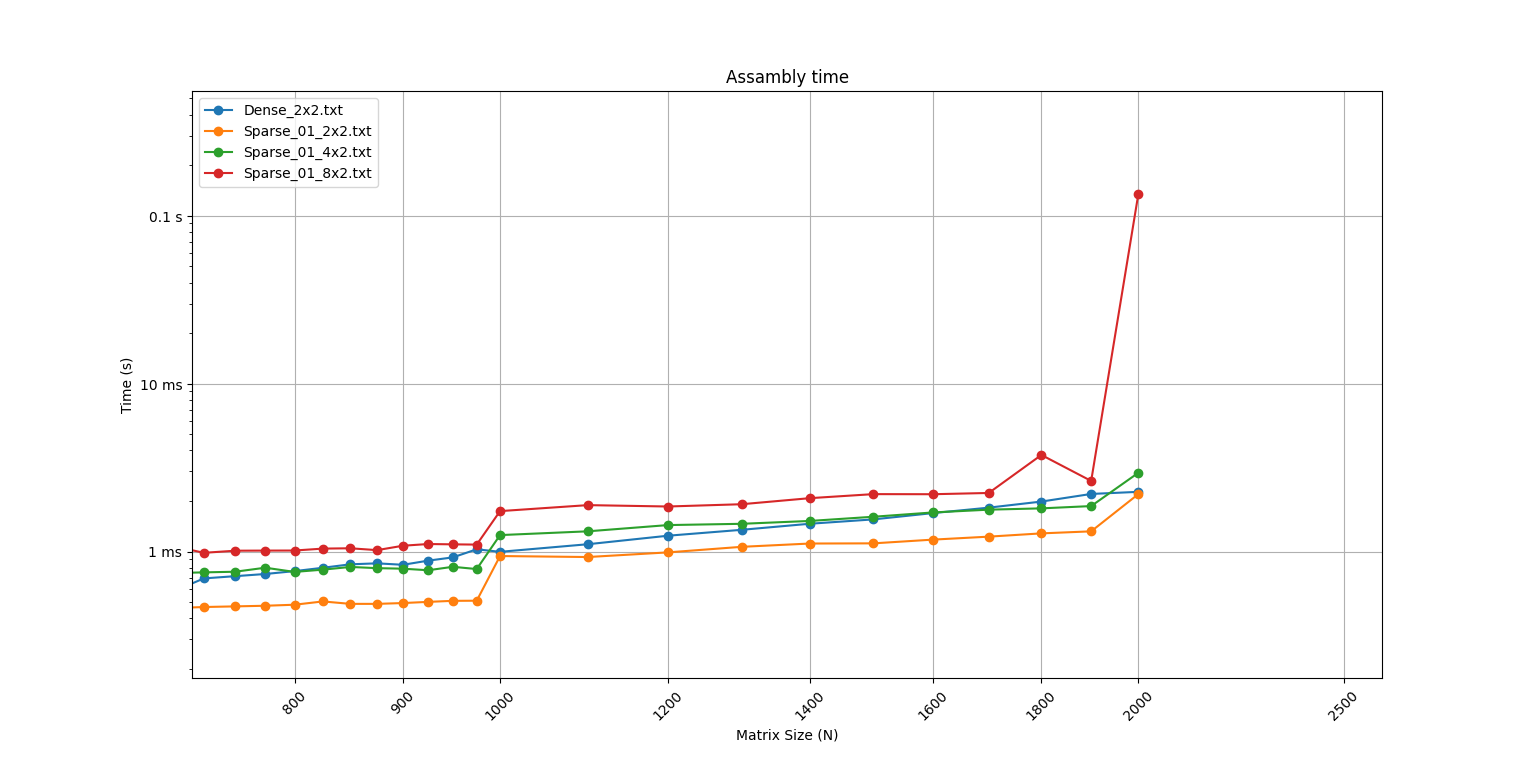 Assambly time
Dense_2x2.txt
Sparse_01_2x2.txt
Sparse_01_4x2.txt
Sparse_01_8x2.txt
0.1 s
10 ms
1 ms
Time (s)
800
900
1000
1200
1400
1600
1800
2000
2500
Matrix Size (N)